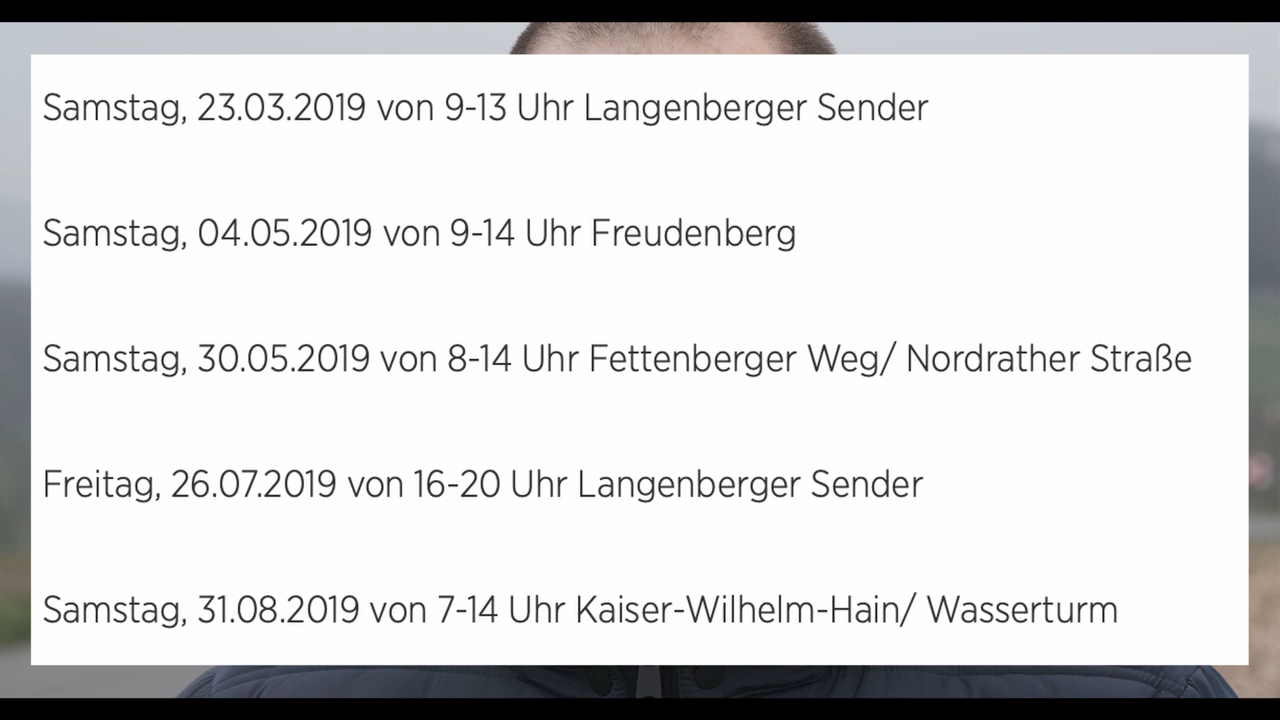 Samstag, 23.03.2019 von 9-13 Uhr Langenberger Sender
Samstag, 04.05.2019 von 9-14 Uhr Freudenberg
Samstag, 30.05.2019 von 8-14 Uhr Fettenberger Weg/ Nordrather Straße
Freitag, 26.07.2019 von 16-20 Uhr Langenberger Sender
Samstag, 31.08.2019 von 7-14 Uhr Kaiser-Wilhelm-Hain/ Wasserturm